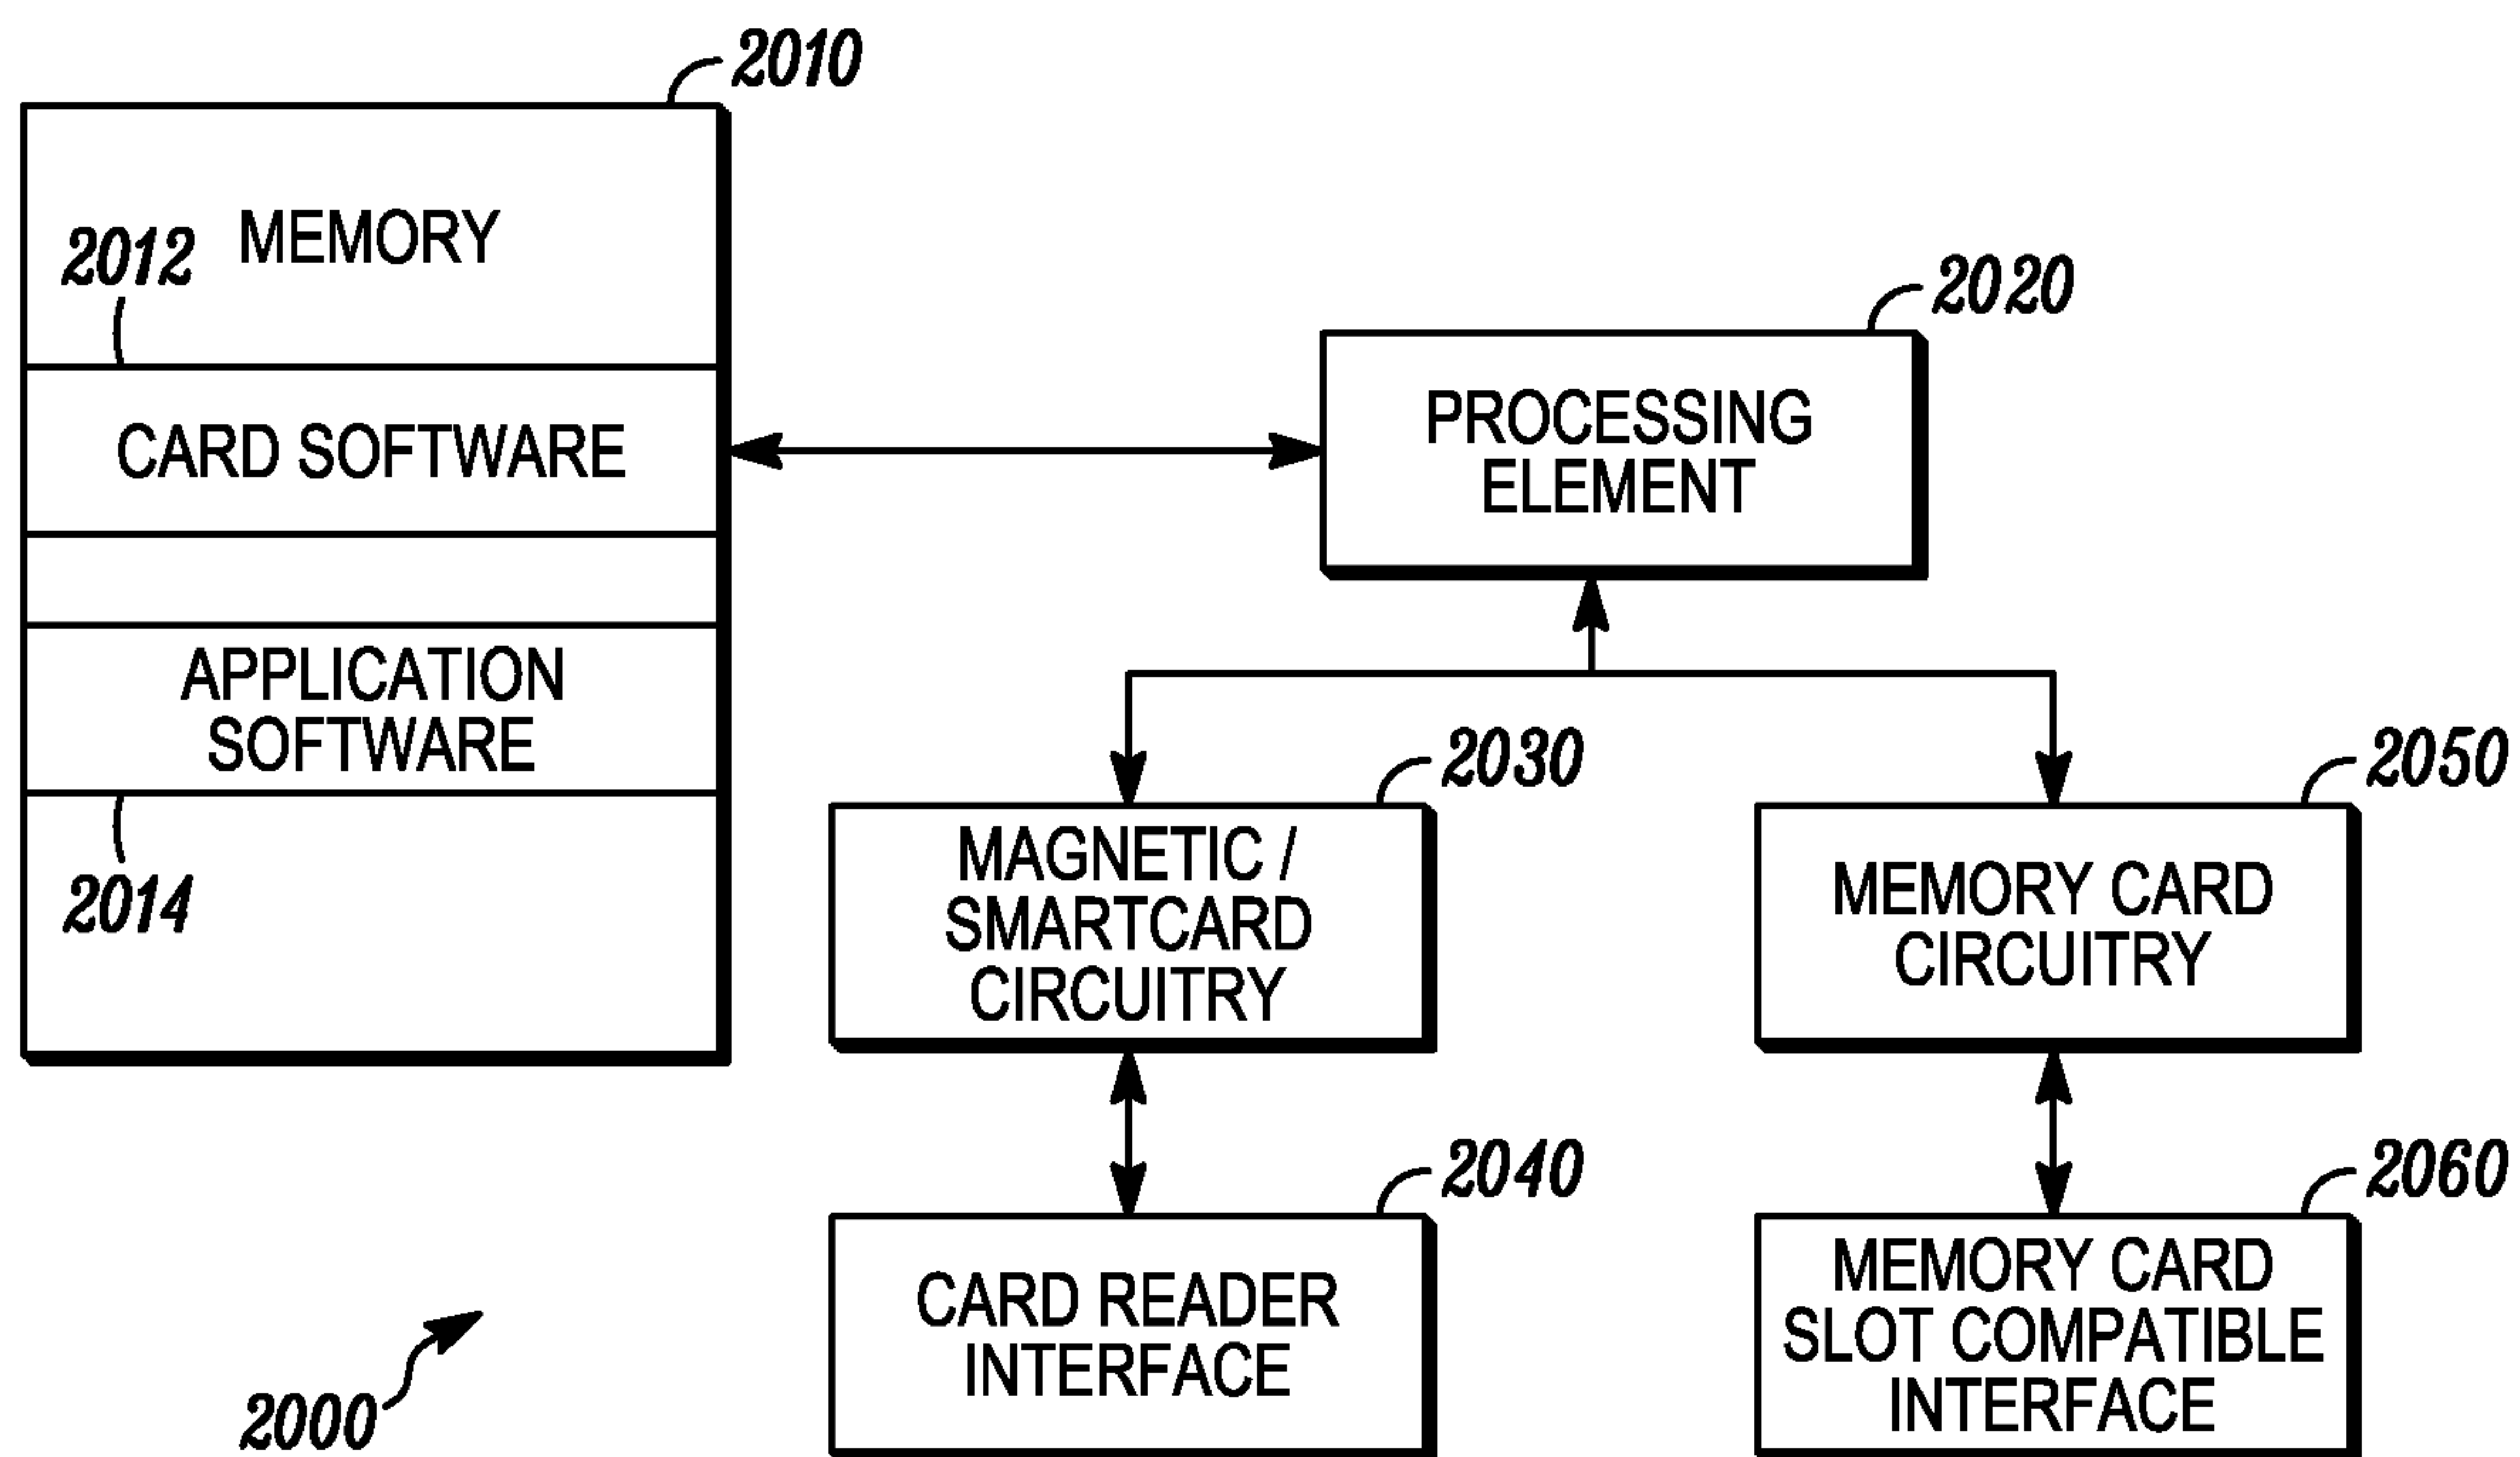 2010
MEMORY
2012
CARD SOFTWARE
APPLICATION
SOFTWARE
2014
2020
PROCESSING
ELEMENT
2030
MAGNETIC /
SMARTCARD
CIRCUITRY
2050
MEMORY CARD
CIRCUITRY
2040
CARD READER
INTERFACE
2060
MEMORY CARD
SLOT COMPATIBLE
INTERFACE
2000